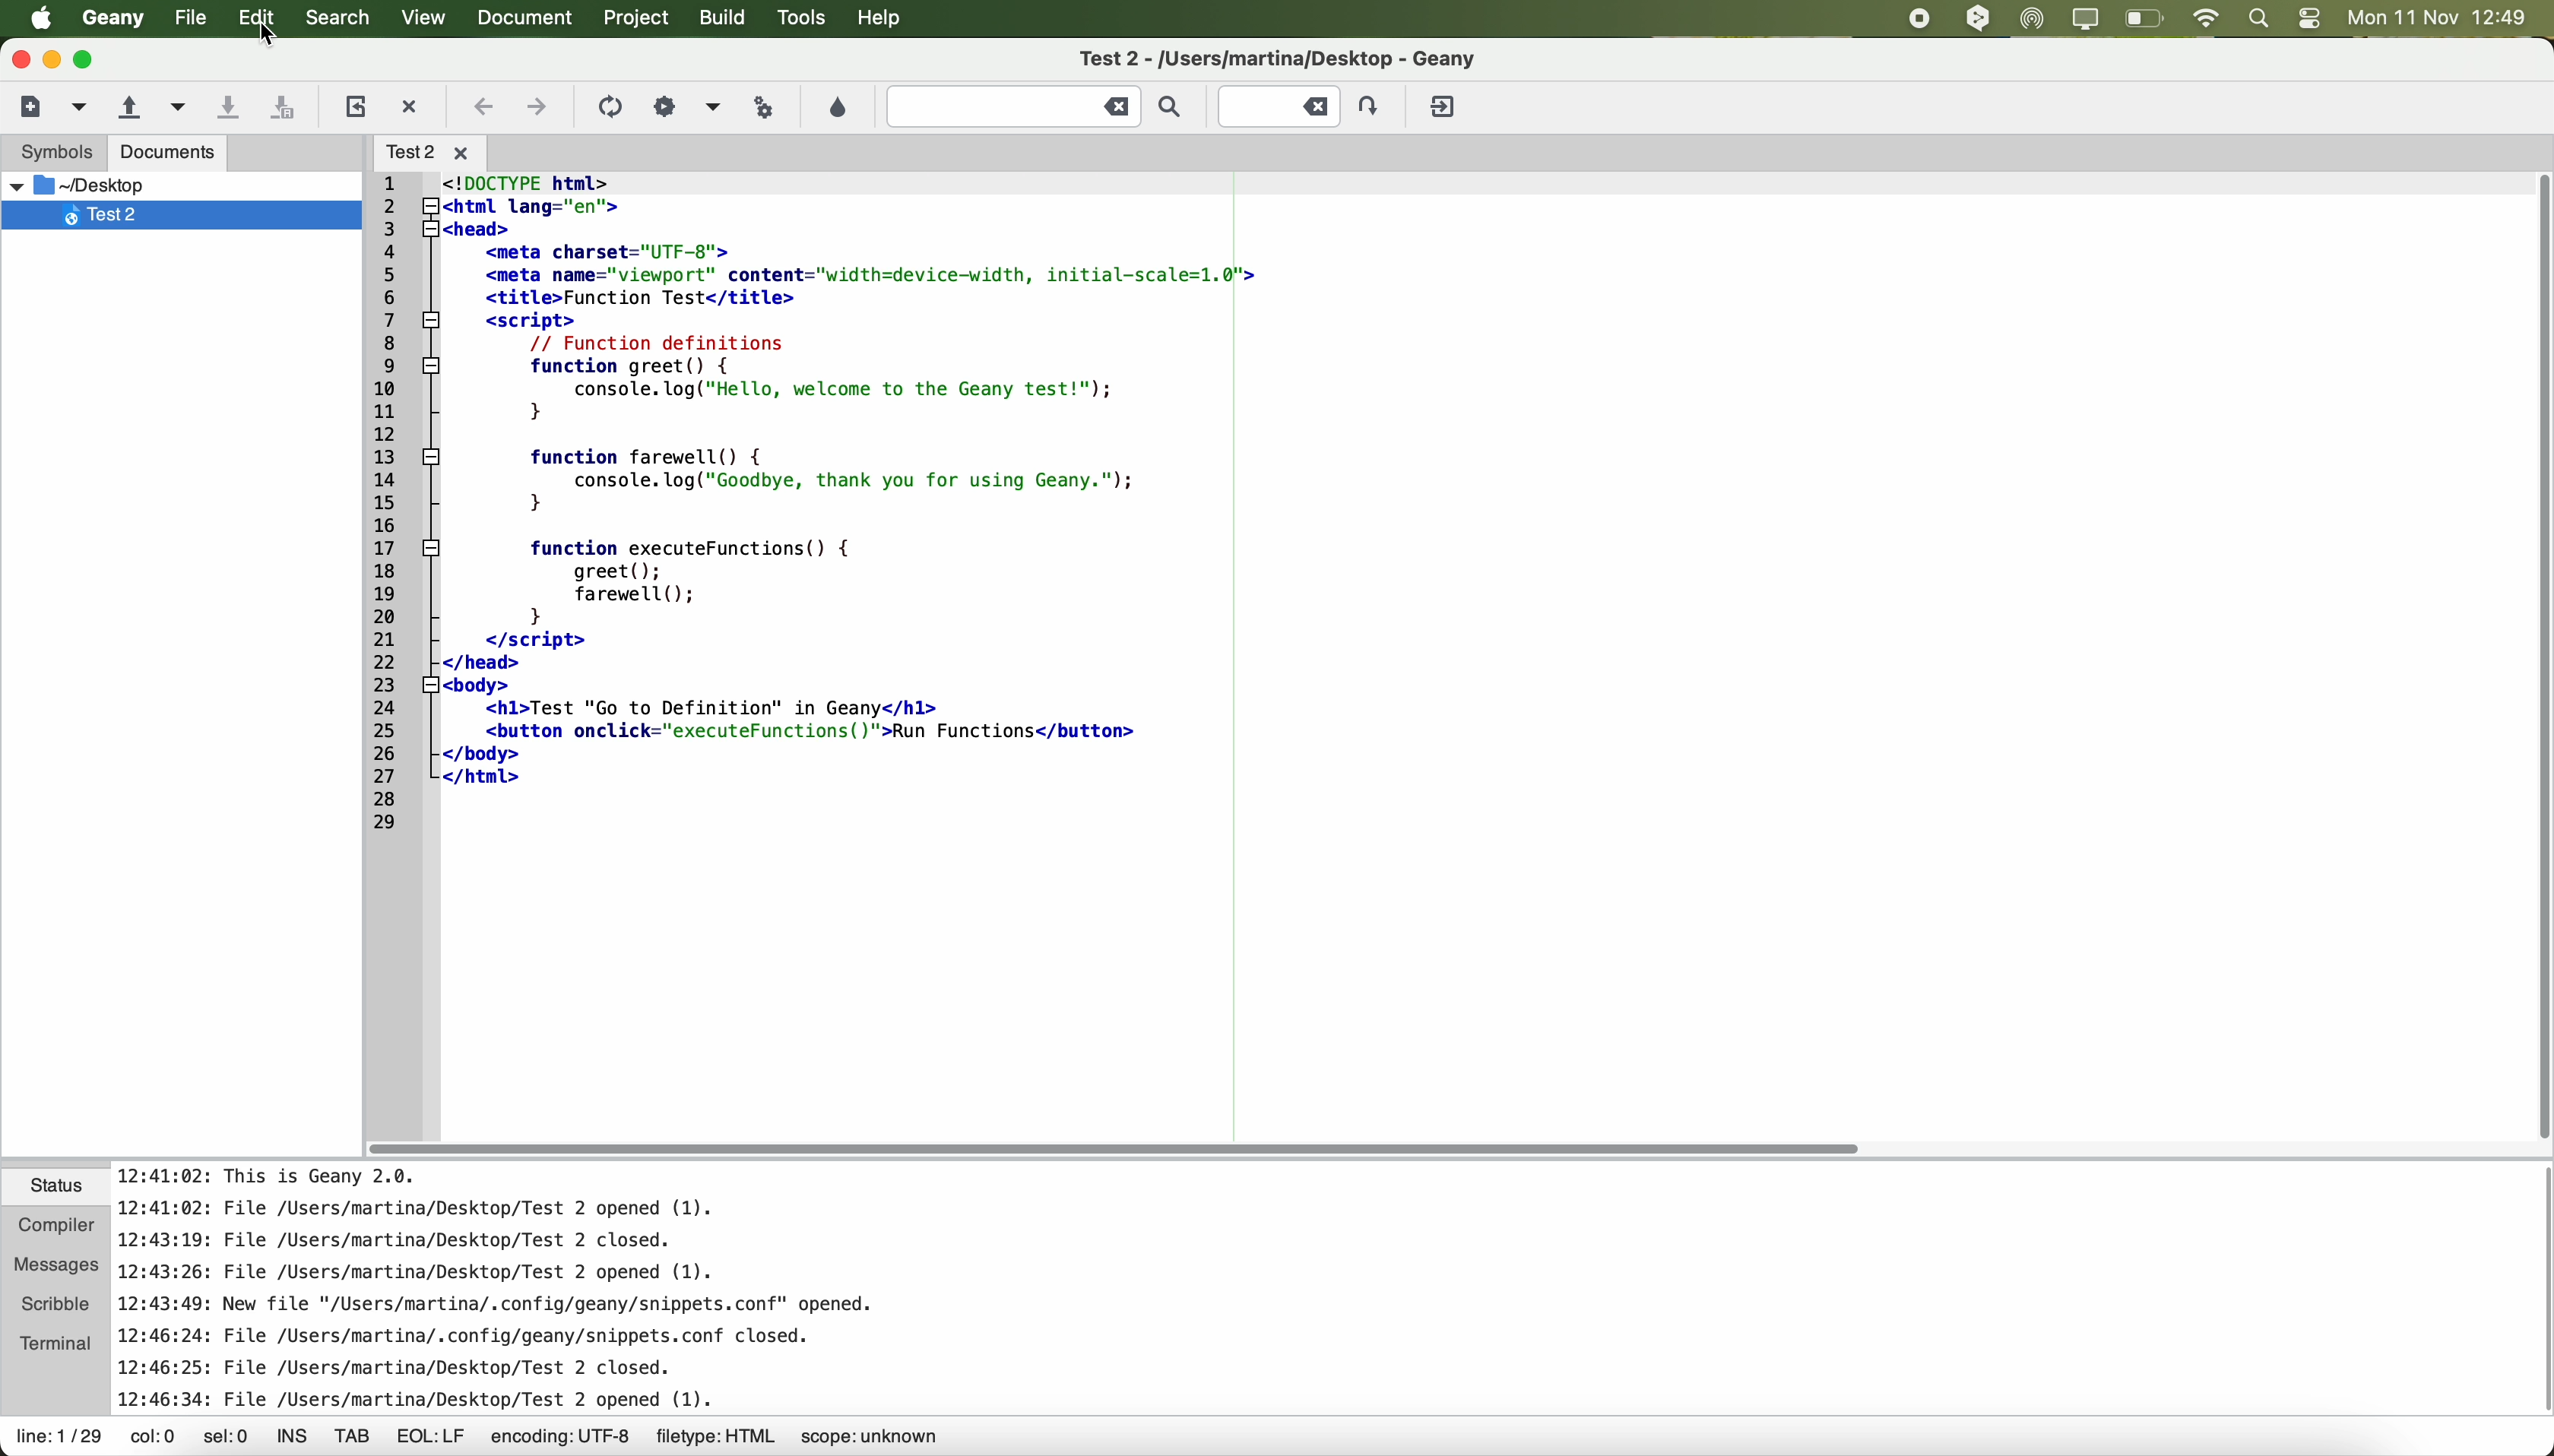 Geany File Edit Search View Document Project Build Tools Help Mon 11 Nov 12:49
Test 2 - /Users/martina/Desktop - Geany
Symbols Documents Test 2
~/Desktop
Test 2
1 <!DOCTYPE html>
2 <html lang="en">
3 <head>
4 <meta charset="UTF-8">
5 <meta name="viewport" content="width=device-width, initial-scale=1.0">
6 <title>Function Test</title>
7 <script>
8 // Function definitions
9 function greet() {
10 console.log("Hello, welcome to the Geany test!");
11 }
12
13 function farewell() {
14 console.log("Goodbye, thank you for using Geany.");
15 }
16
17 function executeFunctions() {
18 greet();
19 farewell();
20 }
21 </script>
22 </head>
23 <body>
24 <h1>Test "Go to Definition" in Geany</h1>
25 <button onclick="executeFunctions()">Run Functions</button>
26 </body>
27 </html>
28
29
Status
Compiler
Messages
Scribble
Terminal
12:41:02: This is Geany 2.0.
12:41:02: File /Users/martina/Desktop/Test 2 opened (1).
12:43:19: File /Users/martina/Desktop/Test 2 closed.
12:43:26: File /Users/martina/Desktop/Test 2 opened (1).
12:43:49: New file "/Users/martina/.config/geany/snippets.conf" opened.
12:46:24: File /Users/martina/.config/geany/snippets.conf closed.
12:46:25: File /Users/martina/Desktop/Test 2 closed.
12:46:34: File /Users/martina/Desktop/Test 2 opened (1).
line: 1 / 29 col: 0 sel: 0 INS TAB EOL: LF encoding: UTF-8 filetype: HTML scope: unknown